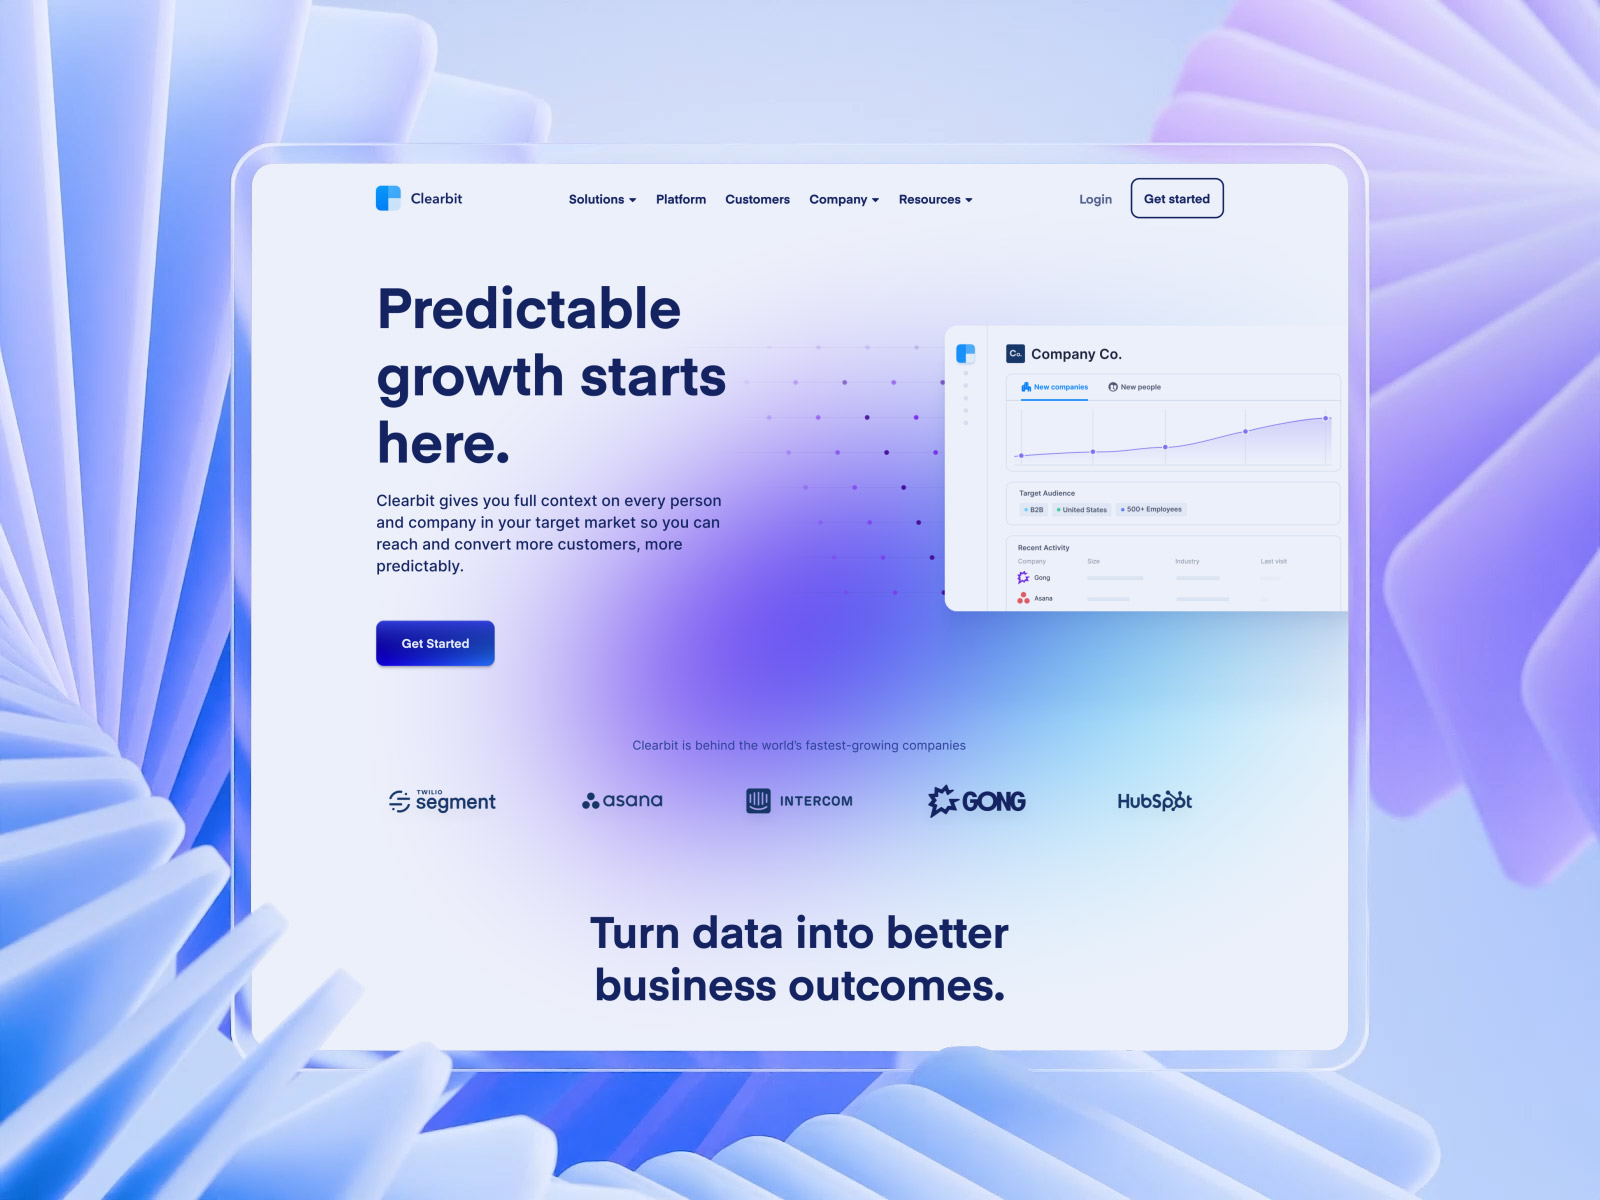 Clearbit
Solutions
Platform
Customers
Company
Resources
Login
Get started
Predictable
growth starts
here.
Clearbit gives you full context on every person
and company in your target market so you can
reach and convert more customers, more
predictably.
Get Started
Co.
Company Co.
New companies
New people
Target Audience
B2B
United States
500+ Employees
Recent Activity
Company
Size
Industry
Last visit
Gong
Asana
Clearbit is behind the world's fastest-growing companies
TWILIO
segment
asana
INTERCOM
GONG
HubSpot
Turn data into better
business outcomes.